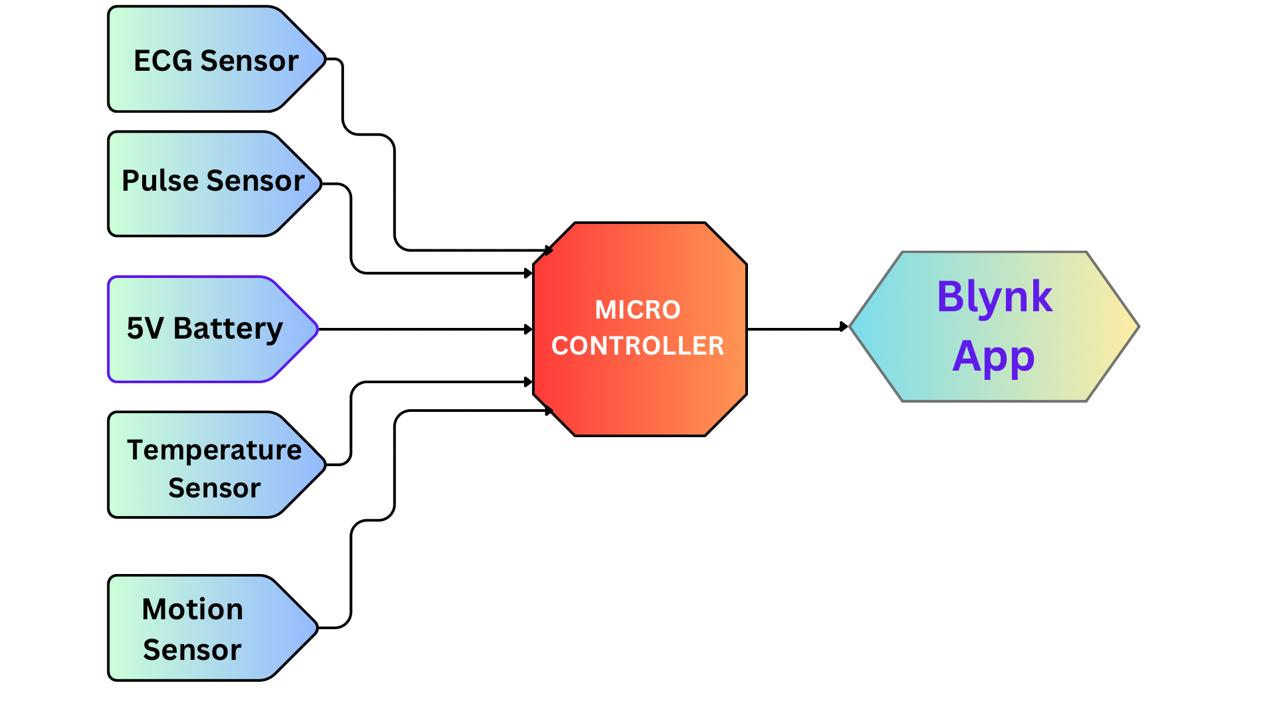 ECG Sensor
Pulse Sensor
5V Battery
Temperature
Sensor
Motion
Sensor
MICRO
CONTROLLER
Blynk
App